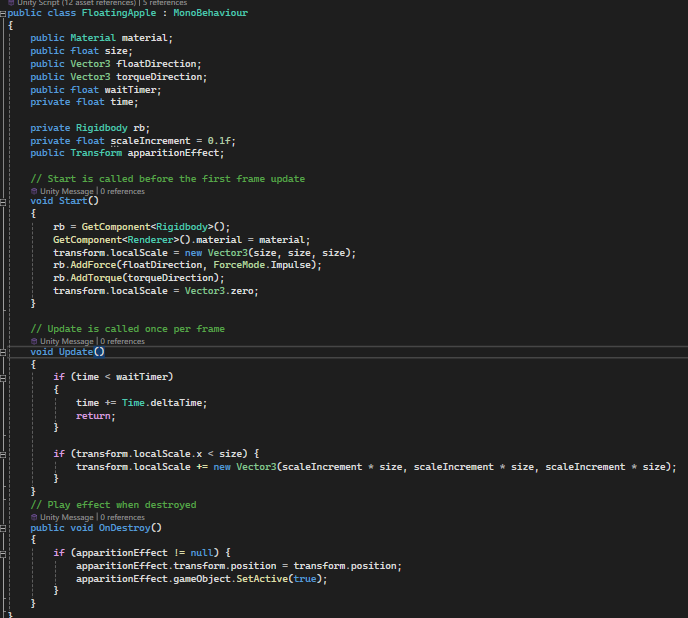 Unity Script (12 asset references) | 5 references
public class FloatingApple : MonoBehaviour
{
public Material material;
public float size;
public Vector3 floatDirection;
public Vector3 torqueDirection;
public float waitTimer;
private float time;
private Rigidbody rb;
private float scaleIncrement = 0.1f;
public Transform apparitionEffect;
// Start is called before the first frame update
Unity Message | 0 references
void Start()
{
rb = GetComponent<Rigidbody>();
GetComponent<Renderer>().material = material;
transform.localScale = new Vector3(size, size, size);
rb.AddForce(floatDirection, ForceMode.Impulse);
rb.AddTorque(torqueDirection);
transform.localScale = Vector3.zero;
}
// Update is called once per frame
Unity Message | 0 references
void Update()
{
if (time < waitTimer)
{
time += Time.deltaTime;
return;
}
if (transform.localScale.x < size) {
transform.localScale += new Vector3(scaleIncrement * size, scaleIncrement * size, scaleIncrement * size);
}
}
// Play effect when destroyed
Unity Message | 0 references
public void OnDestroy()
{
if (apparitionEffect != null) {
apparitionEffect.transform.position = transform.position;
apparitionEffect.gameObject.SetActive(true);
}
}
}